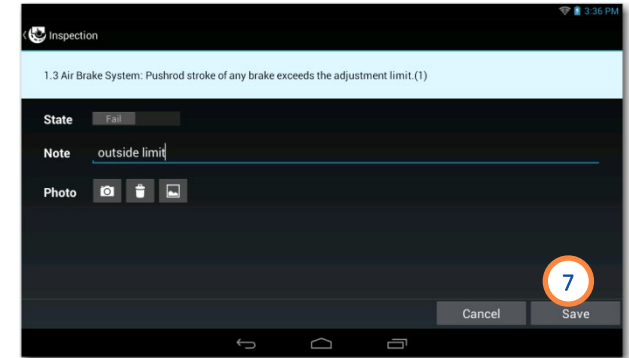 3:36 PM
Inspection
1.3 Air Brake System: Pushrod stroke of any brake exceeds the adjustment limit.(1)
State Fail
Note outside limit
Photo
7
Cancel Save